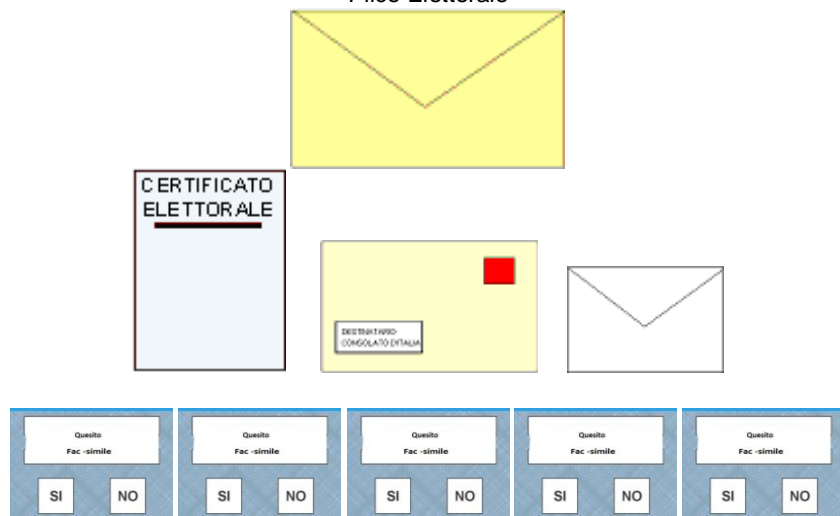 Plico Elettorale
CERTIFICATO
ELETTORALE
DESTINATARIO
CONSOLATO D'ITALIA
Quesito
Fac -simile
SI NO
Quesito
Fac -simile
SI NO
Quesito
Fac -simile
SI NO
Quesito
Fac -simile
SI NO
Quesito
Fac -simile
SI NO